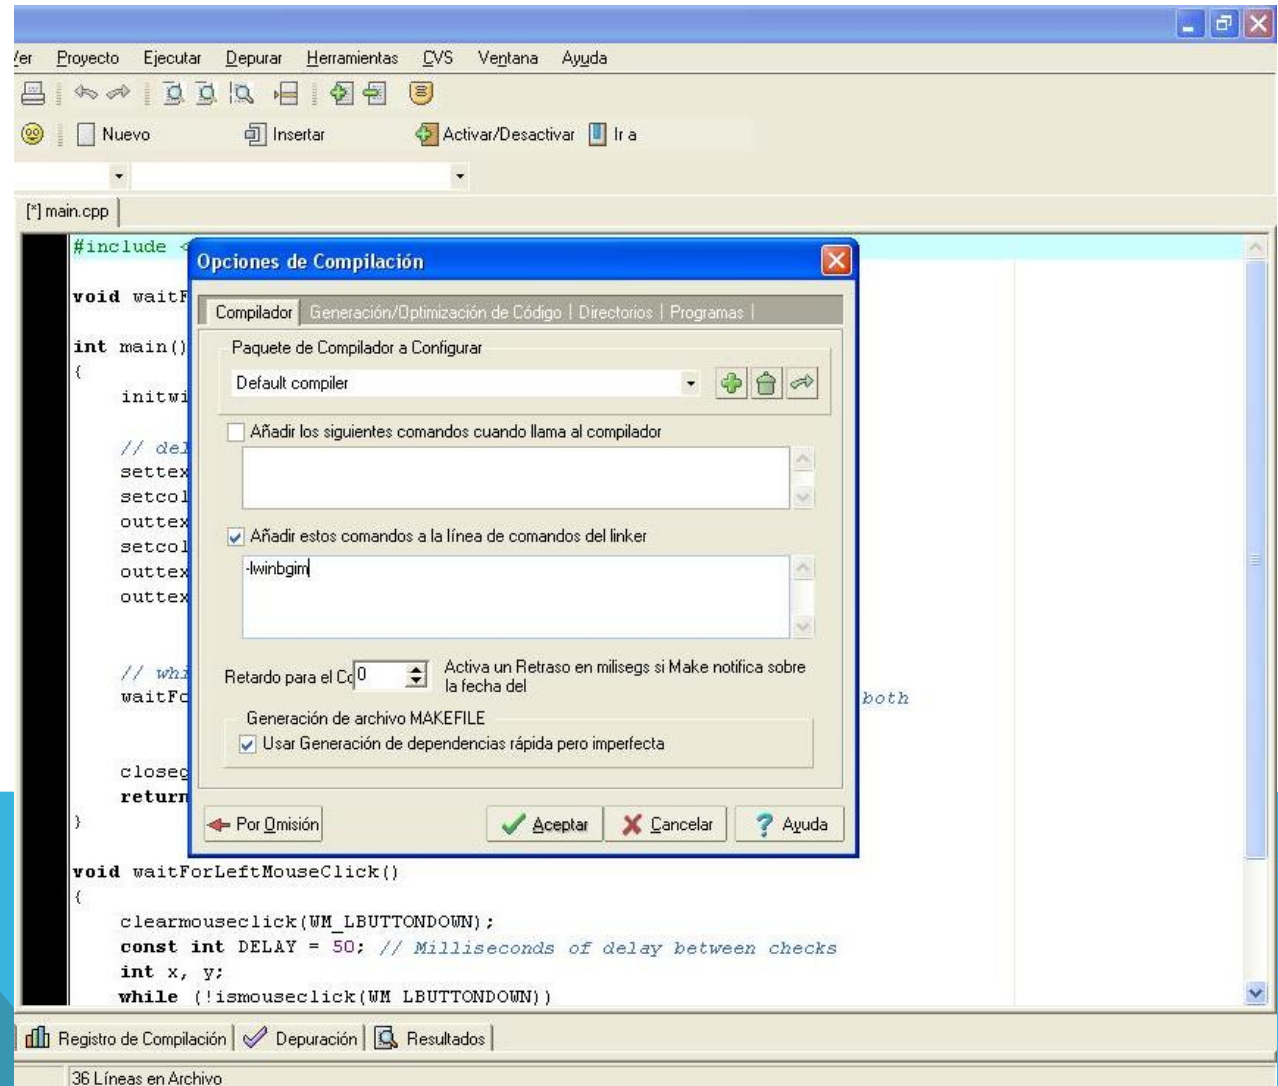 Ver Proyecto Ejecutar Depurar Herramientas CVS Ventana Ayuda
Nuevo Insertar Activar/Desactivar Ir a
[*] main.cpp
#include <
void waitF
int main()
{
initwi
// del
settex
setcol
outtex
setcol
outtex
outtex
// whi
waitFo
both
closeg
return
}
void waitForLeftMouseClick()
{
clearmouseclick(WM_LBUTTONDOWN);
const int DELAY = 50; // Milliseconds of delay between checks
int x, y;
while (!ismouseclick(WM_LBUTTONDOWN))
Opciones de Compilación
Compilador Generación/Optimización de Código Directorios Programas
Paquete de Compilador a Configurar
Default compiler
Añadir los siguientes comandos cuando llama al compilador
Añadir estos comandos a la línea de comandos del linker
-lwinbgim
Retardo para el Co 0 Activa un Retraso en milisegs si Make notifica sobre
la fecha del
Generación de archivo MAKEFILE
Usar Generación de dependencias rápida pero imperfecta
Por Omisión Aceptar Cancelar Ayuda
Registro de Compilación Depuración Resultados
36 Líneas en Archivo